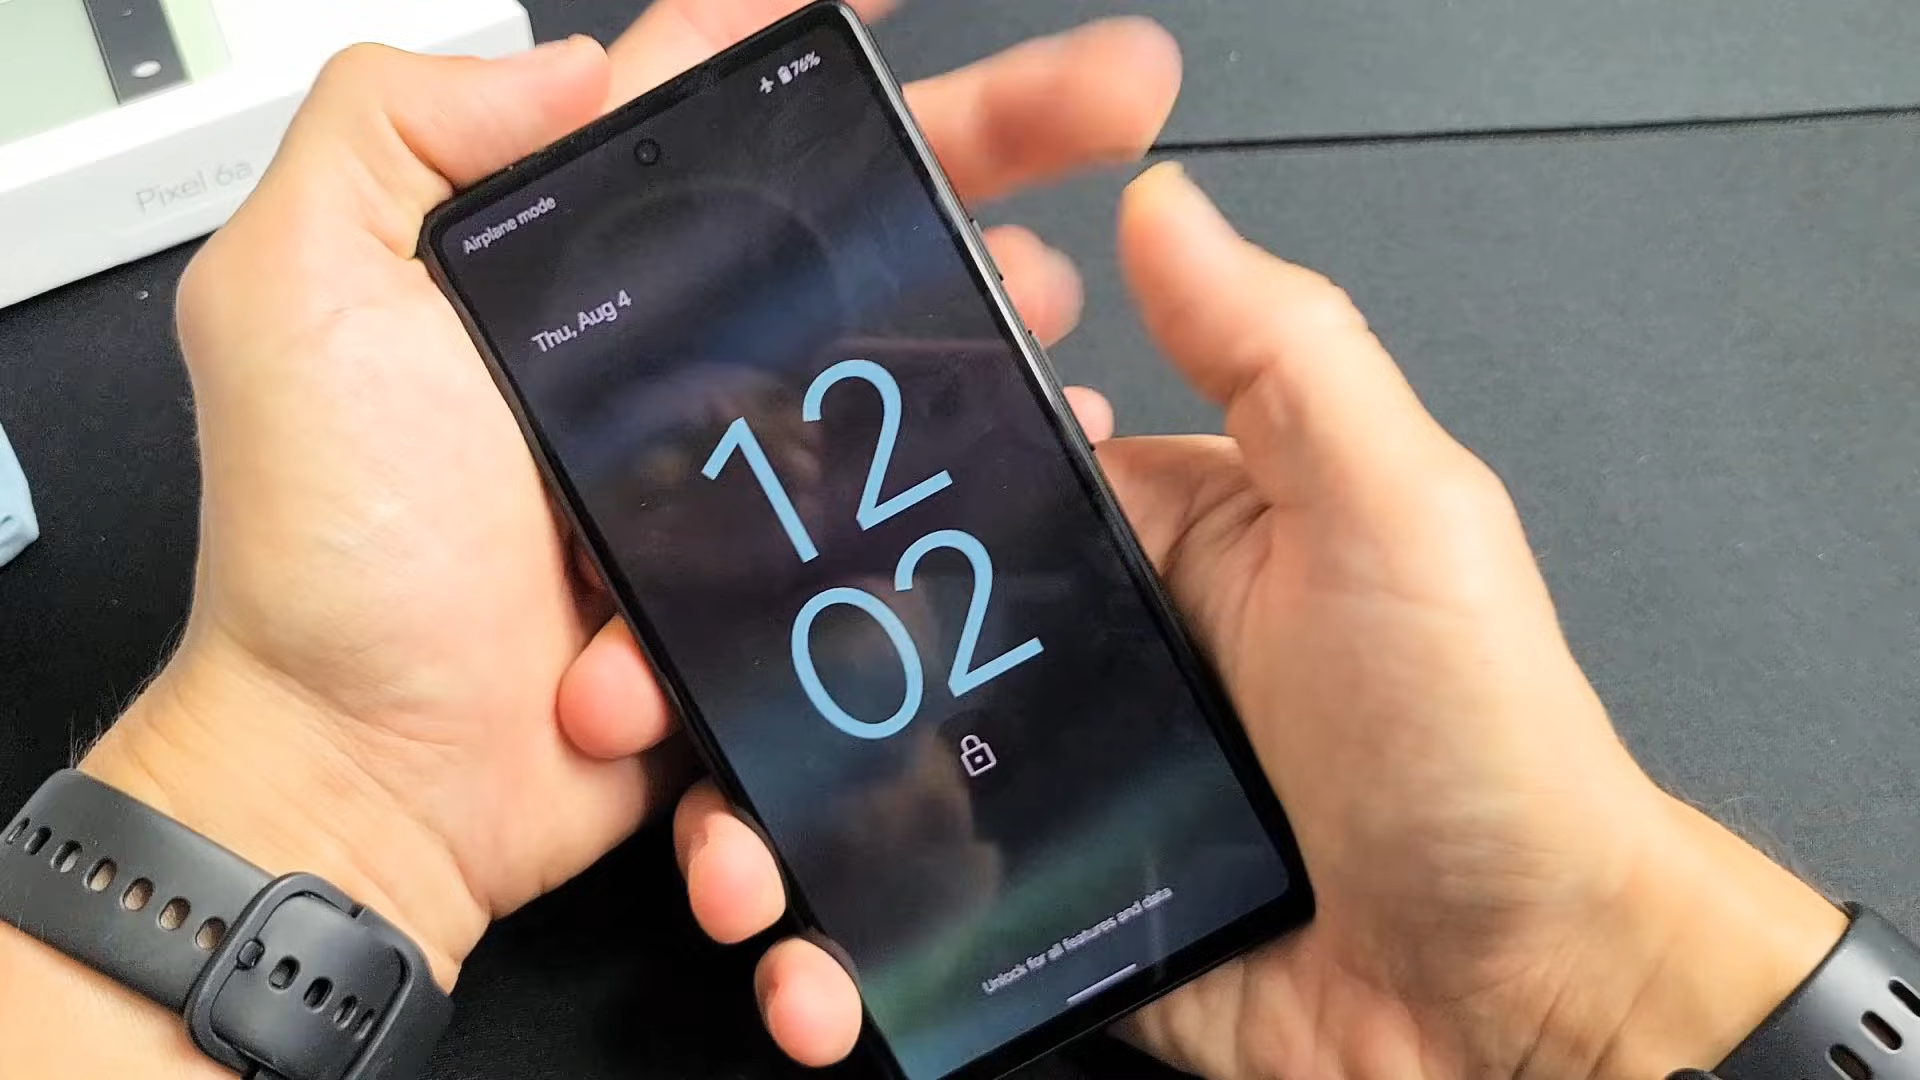 Pixel 6a
76%
Airplane mode
Thu, Aug 4
12
02
Unlock for all features and data